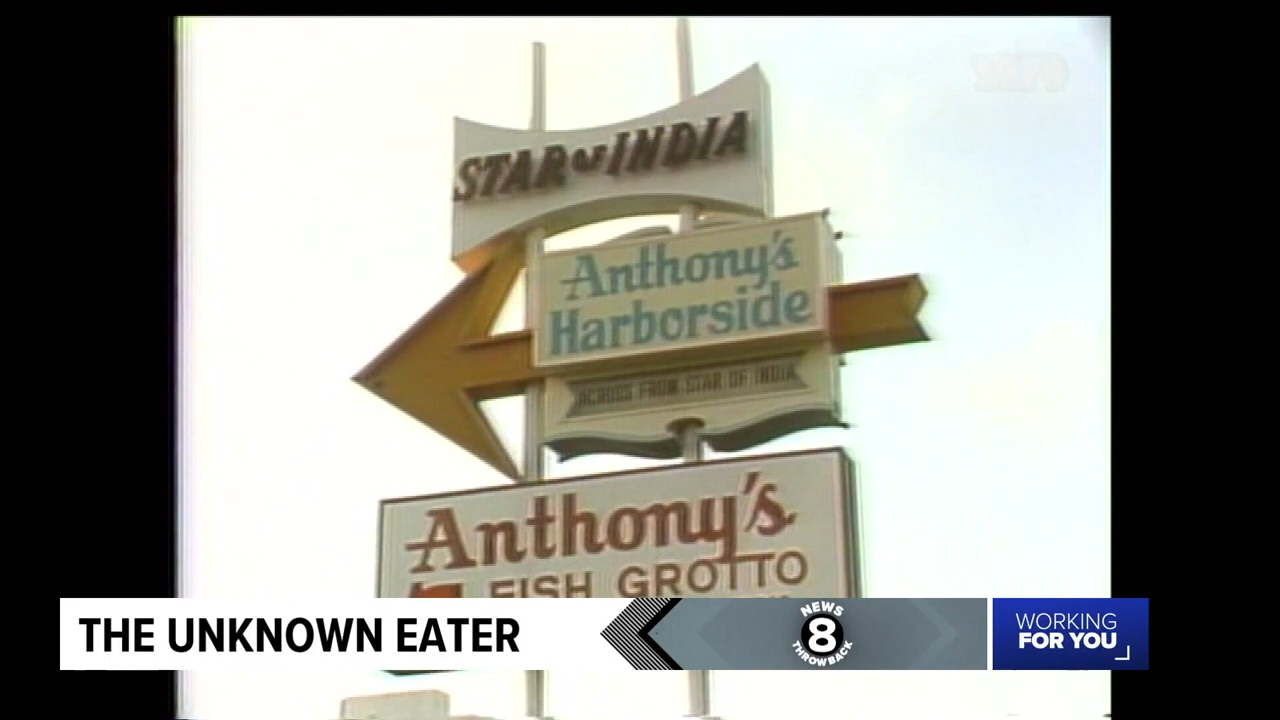 STAR OF INDIA
Anthony's
Harborside
ACROSS FROM STAR OF INDIA
Anthony's
FISH GROTTO
THE UNKNOWN EATER
NEWS
8
THROWBACK
WORKING
FOR YOU